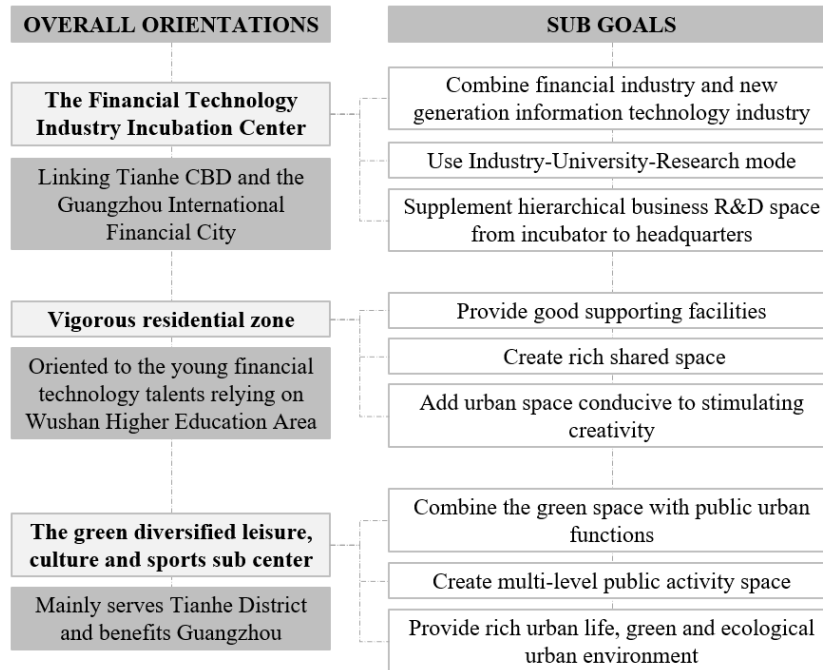 OVERALL ORIENTATIONS
SUB GOALS
The Financial Technology
Industry Incubation Center
Linking Tianhe CBD and the
Guangzhou International
Financial City
Combine financial industry and new
generation information technology
industry
Use Industry-University-Research mode
Supplement hierarchical business R&D space
from incubator to headquarters
Vigorous residential zone
Oriented to the young financial
technology talents relying on
Wushan Higher Education Area
Provide good supporting facilities
Create rich shared space
Add urban space conducive to stimulating
creativity
The green diversified leisure,
culture and sports sub center
Mainly serves Tianhe District
and benefits Guangzhou
Combine the green space with public urban
functions
Create multi-level public activity space
Provide rich urban life, green and ecological
urban environment